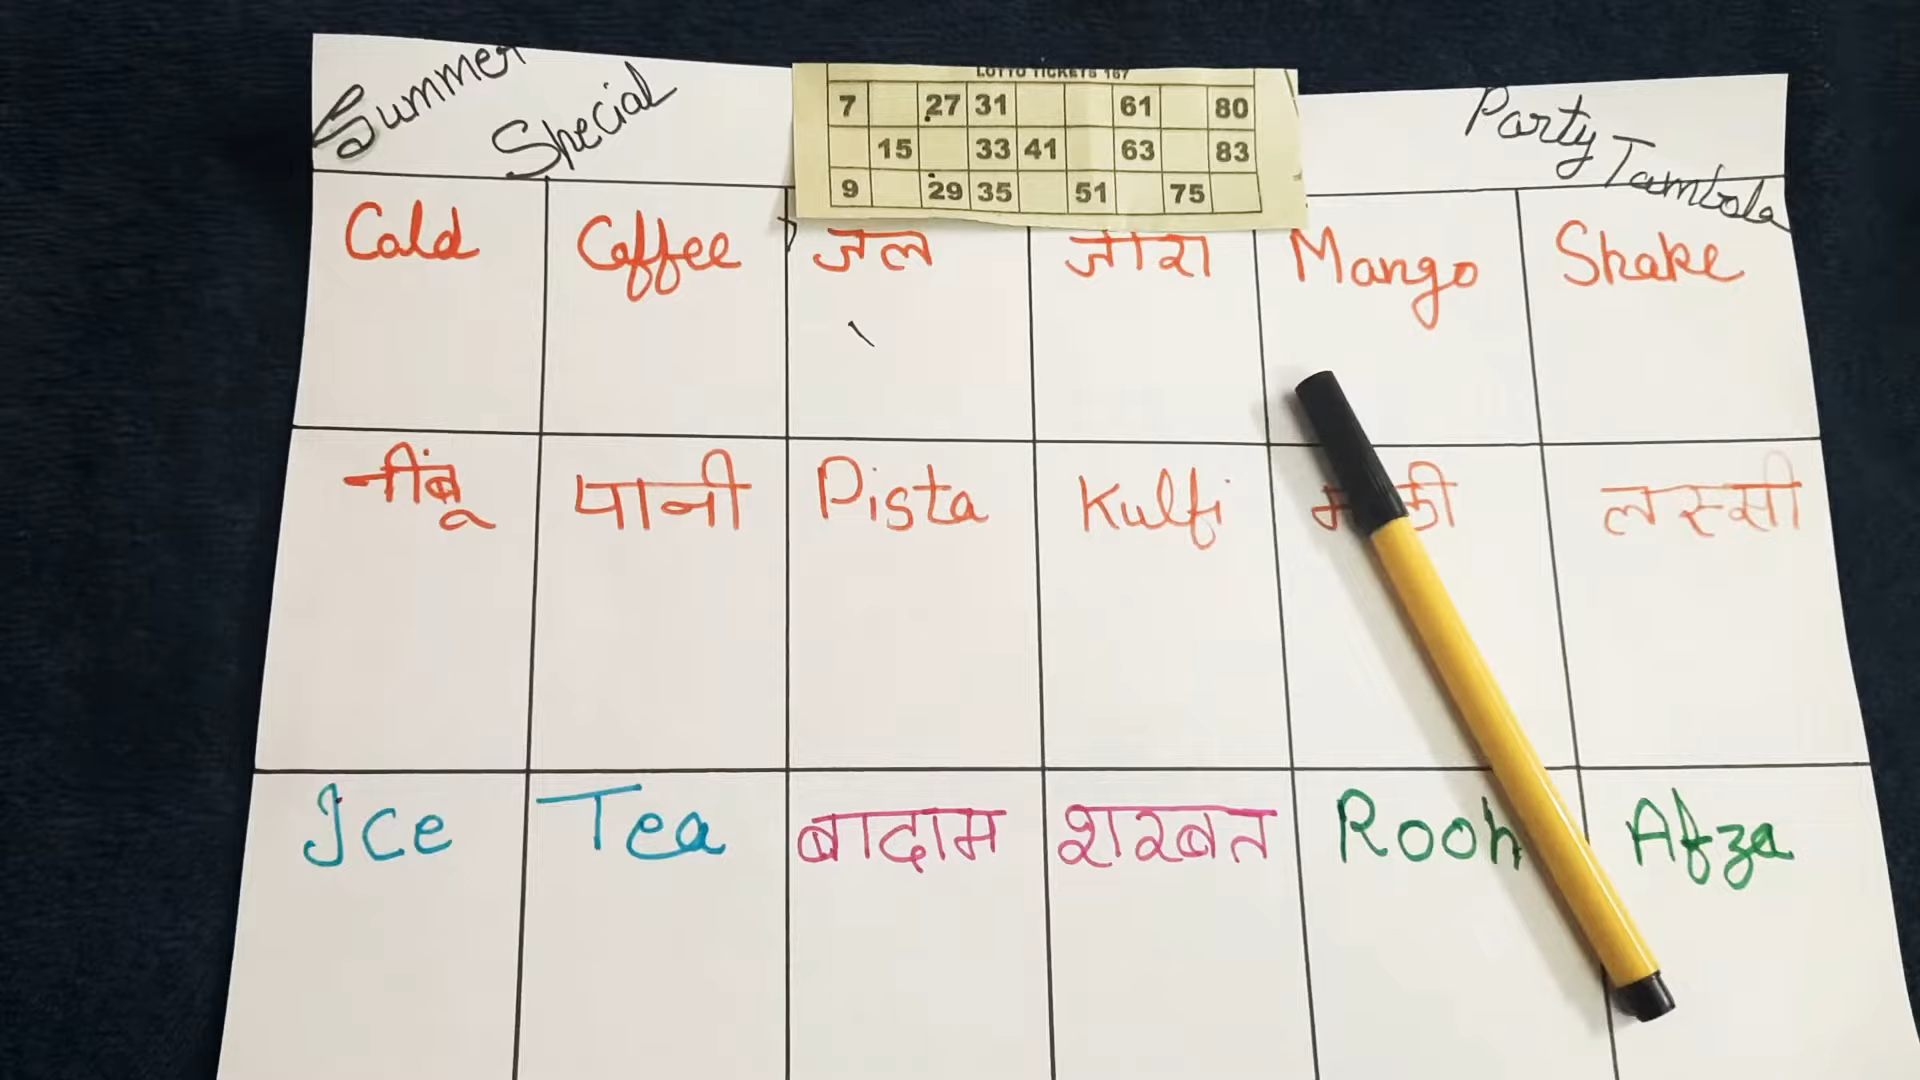 Summer
Special
Party
Tambola
LOTTO TICKETS 167
7 27 31 61 80
15 33 41 63 83
9 29 35 51 75
Cold Coffee जल जीरा Mango Shake
नींबू पानी Pista Kulfi लस्सी
Ice Tea बादाम शरबत Rooh Afza